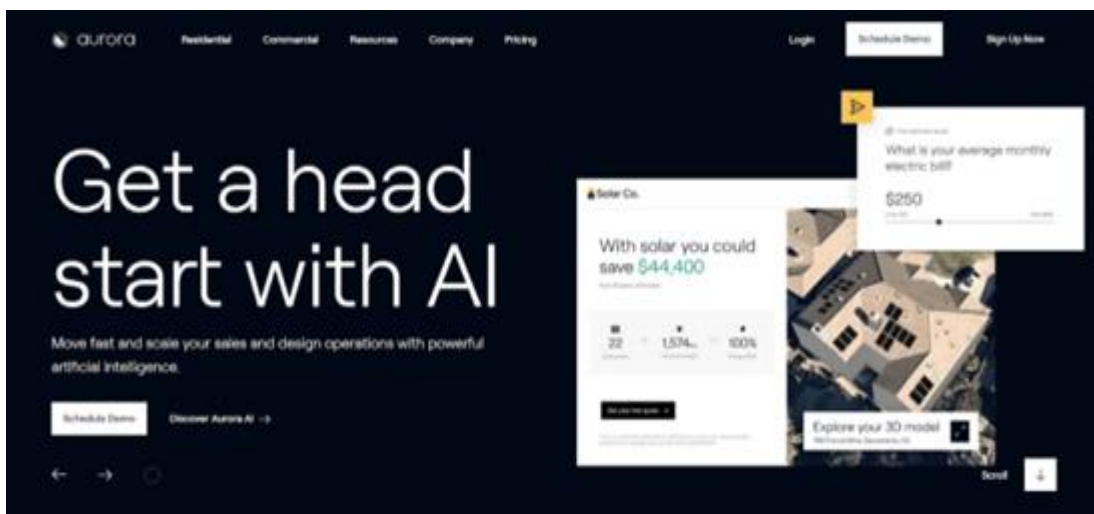 aurora
Residential Commercial Resources Company Pricing
Login Schedule Demo Sign Up Now
Get a head
start with AI
Move fast and scale your sales and design operations with powerful
artificial intelligence.
Schedule Demo Discover Aurora AI →
What is your average monthly
electric bill?
$250
Solar Co.
With solar you could
save $44,400
22 1,574 100%
Explore your 3D model
Scroll